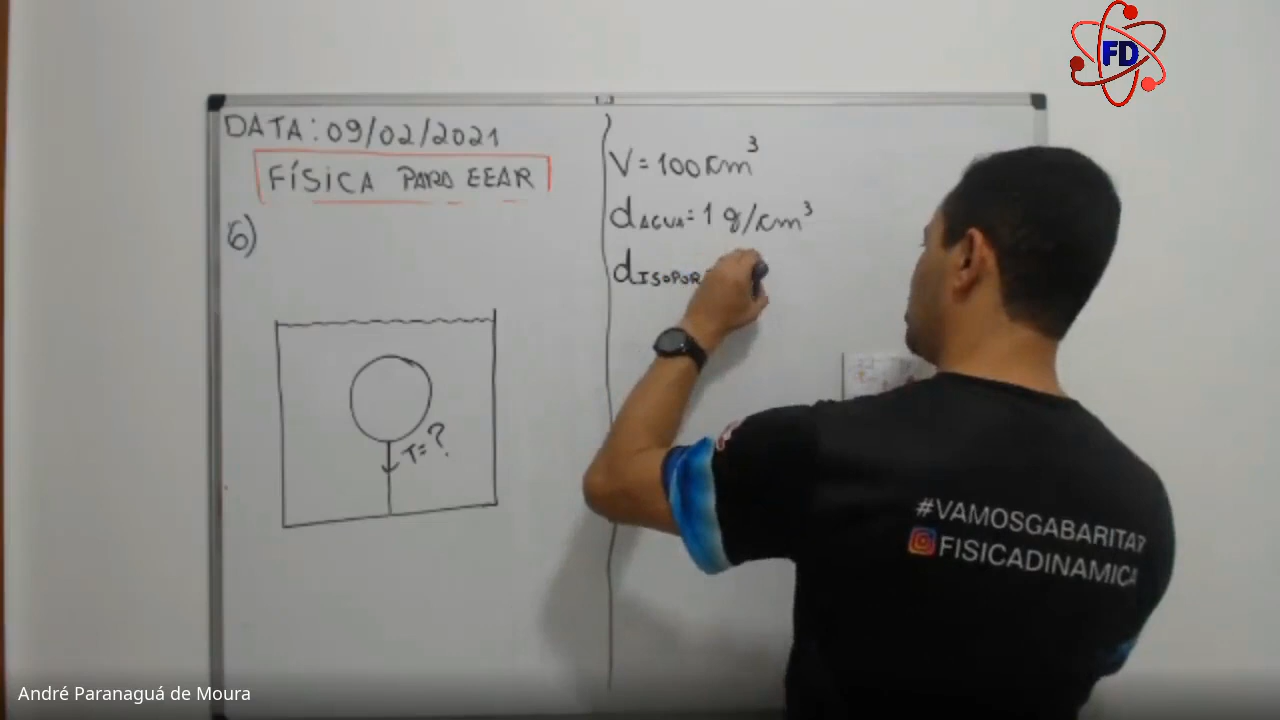 FD
DATA: 09/02/2021
FÍSICA PARA EEAR
6)
T=?
V = 100 cm³
dÁGUA = 1 g/cm³
dISOPOR =
#VAMOSGABARITA?
FISICADINAMICA
André Paranaguá de Moura